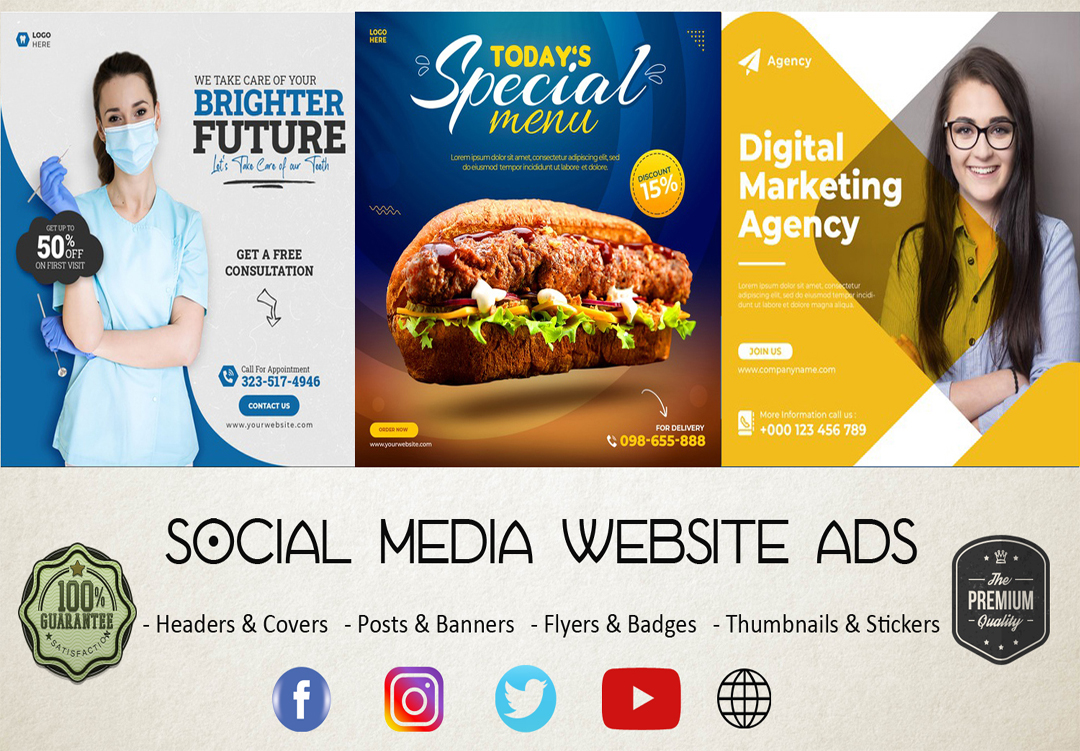 LOGO
HERE
WE TAKE CARE OF YOUR
BRIGHTER
FUTURE
Let's Take Care of our Teeth
GET UP TO
50% OFF
ON FIRST VISIT
GET A FREE
CONSULTATION
Call For Appointment
323-517-4946
CONTACT US
www.yourwebsite.com
LOGO
HERE
TODAY'S
Special
menu
Lorem ipsum dolor sit amet, consectetur adipiscing elit, sed
do eiusmod tempor incididunt ut labore et dolore.
DISCOUNT
15%
ORDER NOW
www.yourwebsite.com
FOR DELIVERY
098-655-888
Agency
Digital
Marketing
Agency
Lorem ipsum dolor sit amet, consectetur
adipiscing elit, sed do eiusmod tempor incidi-
dunt ut labore et dolore magna aliqua.
JOIN US
www.companyname.com
More Information call us :
+000 123 456 789
SOCIAL MEDIA WEBSITE ADS
100%
GUARANTEE
SATISFACTION
- Headers & Covers - Posts & Banners - Flyers & Badges - Thumbnails & Stickers
The
PREMIUM
Quality